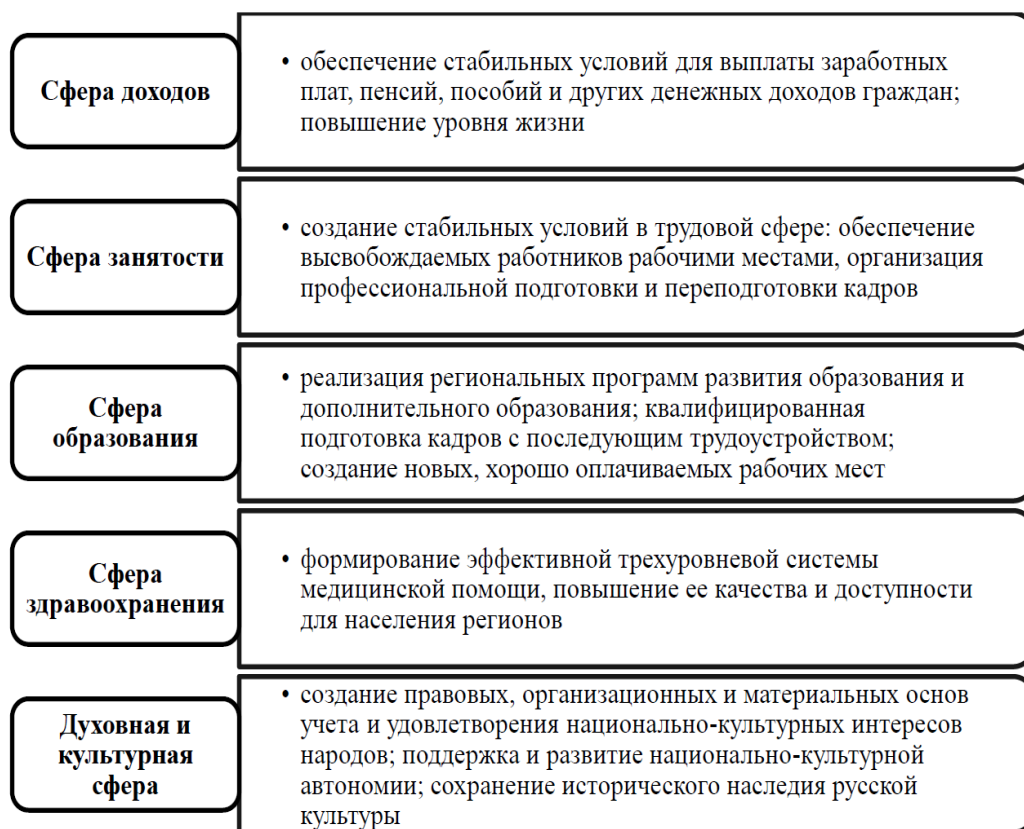 Сфера доходов
• обеспечение стабильных условий для выплаты заработных
плат, пенсий, пособий и других денежных доходов граждан;
повышение уровня жизни
Сфера занятости
• создание стабильных условий в трудовой сфере: обеспечение
высвобождаемых работников рабочими местами, организация
профессиональной подготовки и переподготовки кадров
Сфера
образования
• реализация региональных программ развития образования и
дополнительного образования; квалифицированная
подготовка кадров с последующим трудоустройством;
создание новых, хорошо оплачиваемых рабочих мест
Сфера
здравоохранения
• формирование эффективной трехуровневой системы
медицинской помощи, повышение ее качества и доступности
для населения регионов
Духовная и
культурная
сфера
• создание правовых, организационных и материальных основ
учета и удовлетворения национально-культурных интересов
народов; поддержка и развитие национально-культурной
автономии; сохранение исторического наследия русской
культуры